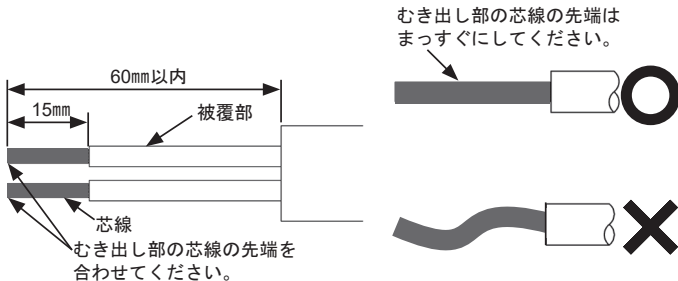 60mm以内
15mm
被覆部
芯線
むき出し部の芯線の先端を
合わせてください。
むき出し部の芯線の先端は
まっすぐにしてください。